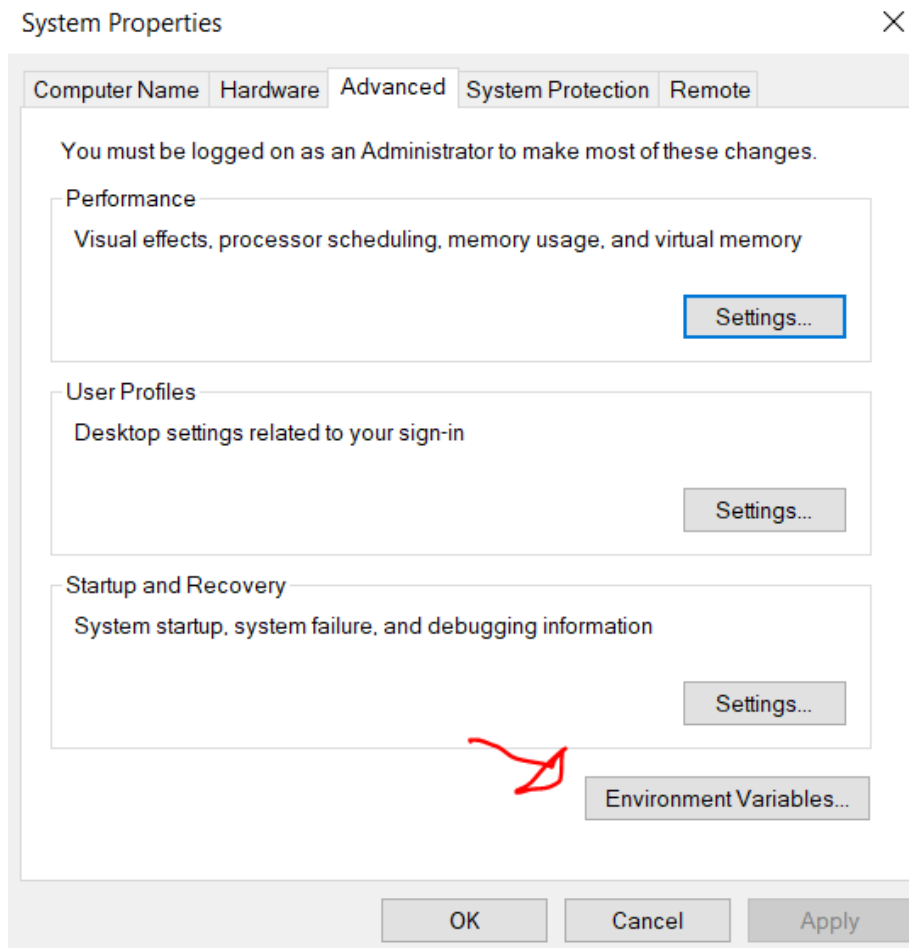 System Properties
Computer Name Hardware Advanced System Protection Remote
You must be logged on as an Administrator to make most of these changes.
Performance
Visual effects, processor scheduling, memory usage, and virtual memory
Settings...
User Profiles
Desktop settings related to your sign-in
Settings...
Startup and Recovery
System startup, system failure, and debugging information
Settings...
Environment Variables...
OK Cancel Apply